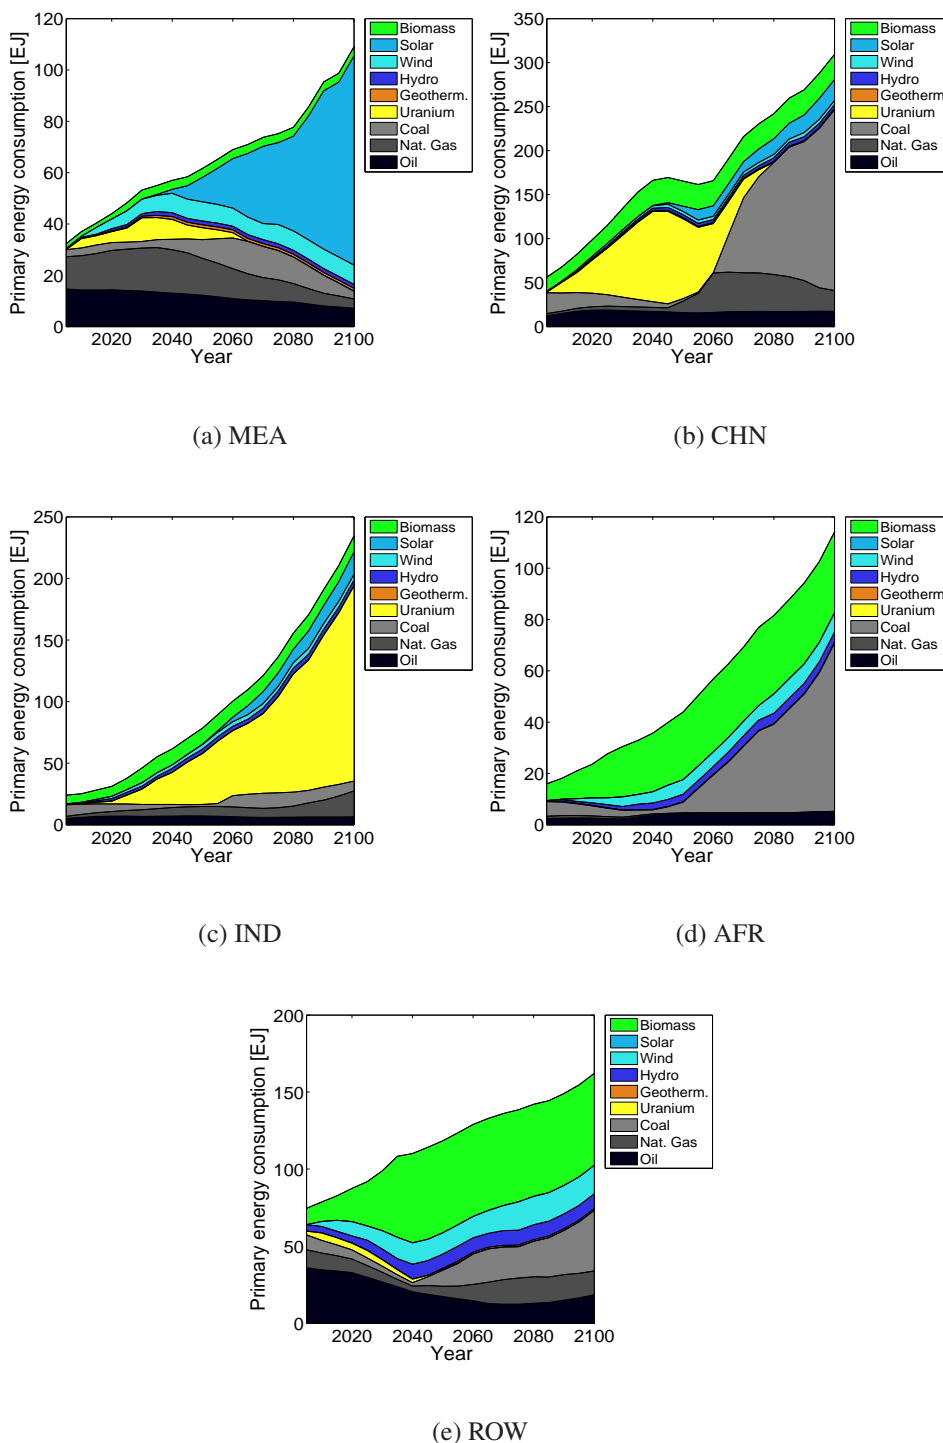 120
100
80
60
40
20
0
Primary energy consumption [EJ]
2020 2040 2060 2080 2100
Year
Biomass
Solar
Wind
Hydro
Geotherm.
Uranium
Coal
Nat. Gas
Oil
(a) MEA
350
300
250
200
150
100
50
0
Primary energy consumption [EJ]
2020 2040 2060 2080 2100
Year
Biomass
Solar
Wind
Hydro
Geotherm.
Uranium
Coal
Nat. Gas
Oil
(b) CHN
250
200
150
100
50
0
Primary energy consumption [EJ]
2020 2040 2060 2080 2100
Year
Biomass
Solar
Wind
Hydro
Geotherm.
Uranium
Coal
Nat. Gas
Oil
(c) IND
120
100
80
60
40
20
0
Primary energy consumption [EJ]
2020 2040 2060 2080 2100
Year
Biomass
Solar
Wind
Hydro
Geotherm.
Uranium
Coal
Nat. Gas
Oil
(d) AFR
200
150
100
50
0
Primary energy consumption [EJ]
2020 2040 2060 2080 2100
Year
Biomass
Solar
Wind
Hydro
Geotherm.
Uranium
Coal
Nat. Gas
Oil
(e) ROW